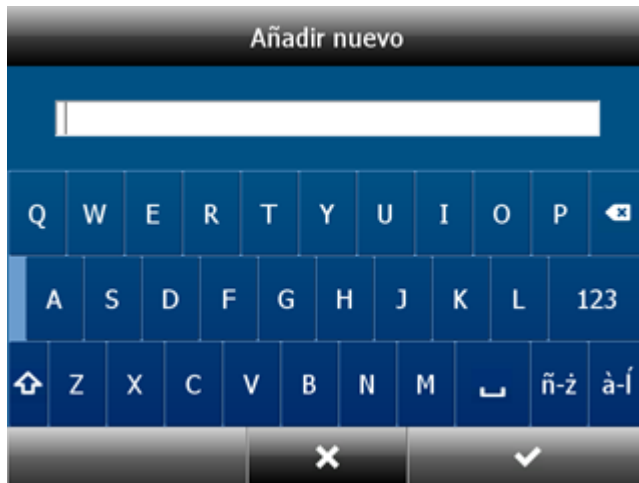 Añadir nuevo
Q W E R T Y U I O P
A S D F G H J K L 123
Z X C V B N M ñ-ż à-Í